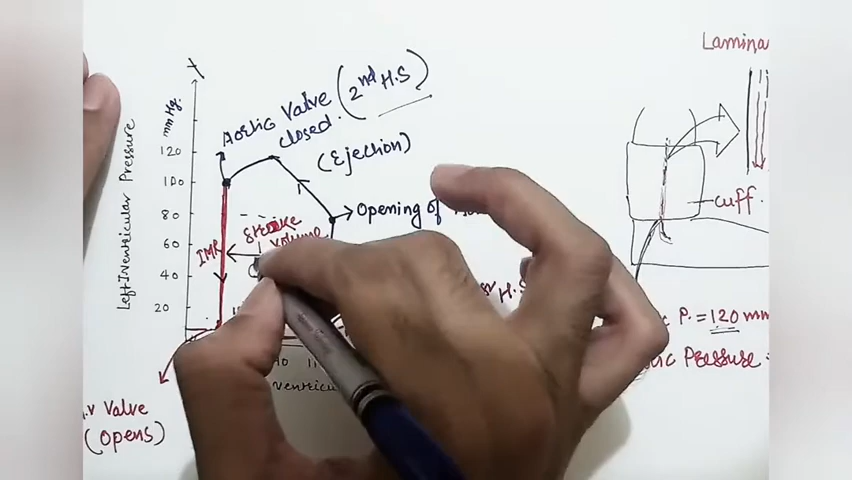 Lamina
Aortic Valve (2nd H.S)
closed.
(Ejection)
mm Hg.
Left Ventricular Pressure
120
100
80
60
40
20
Stroke
Volume
IMR
Opening of
cuff.
H.S
P. = 120 mm
Pressure
Valve
(opens)